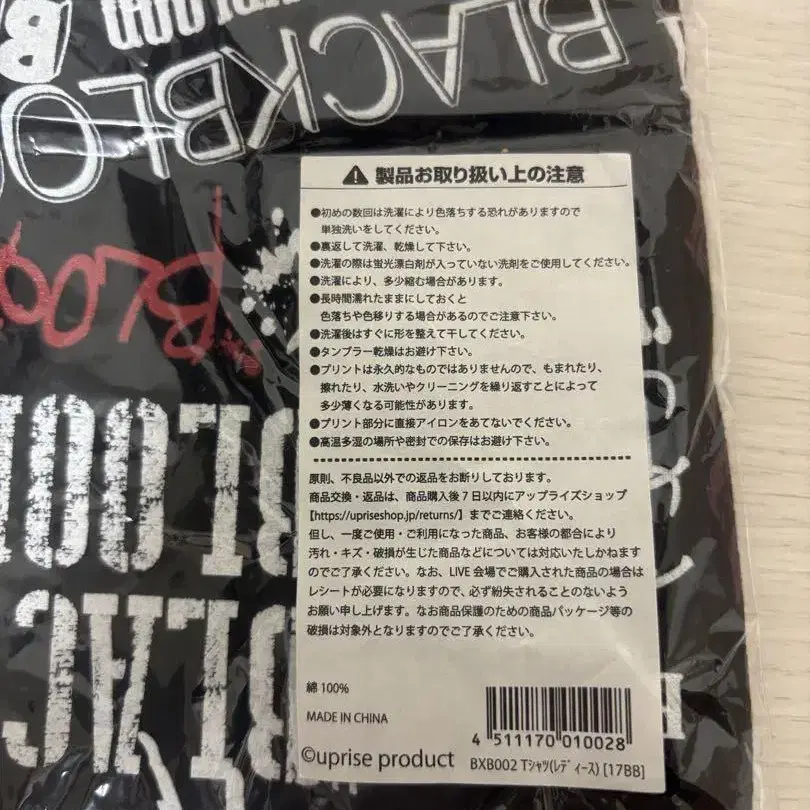 BLOOD
B
BLACKBLOO
BLOO
BLOO
BLAC
製品お取り扱い上の注意
●初めの数回は洗濯により色落ちする恐れがありますので
単独洗いをしてください。
●裏返して洗濯、乾燥して下さい。
●洗濯の際は蛍光漂白剤が入っていない洗剤をご使用してください。
●洗濯により、多少縮む場合があります。
●長時間濡れたままにしておくと
色落ちや色移りする場合があるのでご注意下さい。
●洗濯後はすぐに形を整えて干してください。
●タンブラー乾燥はお避け下さい。
●プリントは永久的なものではありませんので、もまれたり、
擦れたり、水洗いやクリーニングを繰り返すことによって
多少薄くなる可能性があります。
●プリント部分に直接アイロンをあてないでください。
●高温多湿の場所や密封での保存はお避け下さい。
原則、不良品以外での返品をお断りしております。
商品交換・返品は、商品購入後7日以内にアップライズショップ
【https://upriseshop.jp/returns/】までご連絡ください。
但し、一度ご使用・ご利用になった商品、お客様の都合により
汚れ・キズ・破損が生じた商品などについては対応いたしかねます
のでご了承ください。なお、LIVE 会場でご購入された商品の場合は
レシートが必要になりますので、必ず紛失されることのないよう
お願い申し上げます。なお商品保護のための商品パッケージ等の
破損は対象外となりますのでご了承ください。
綿 100%
MADE IN CHINA
©uprise product
4 511170 010028
BXB002 Tシャツ(レディース) [17BB]